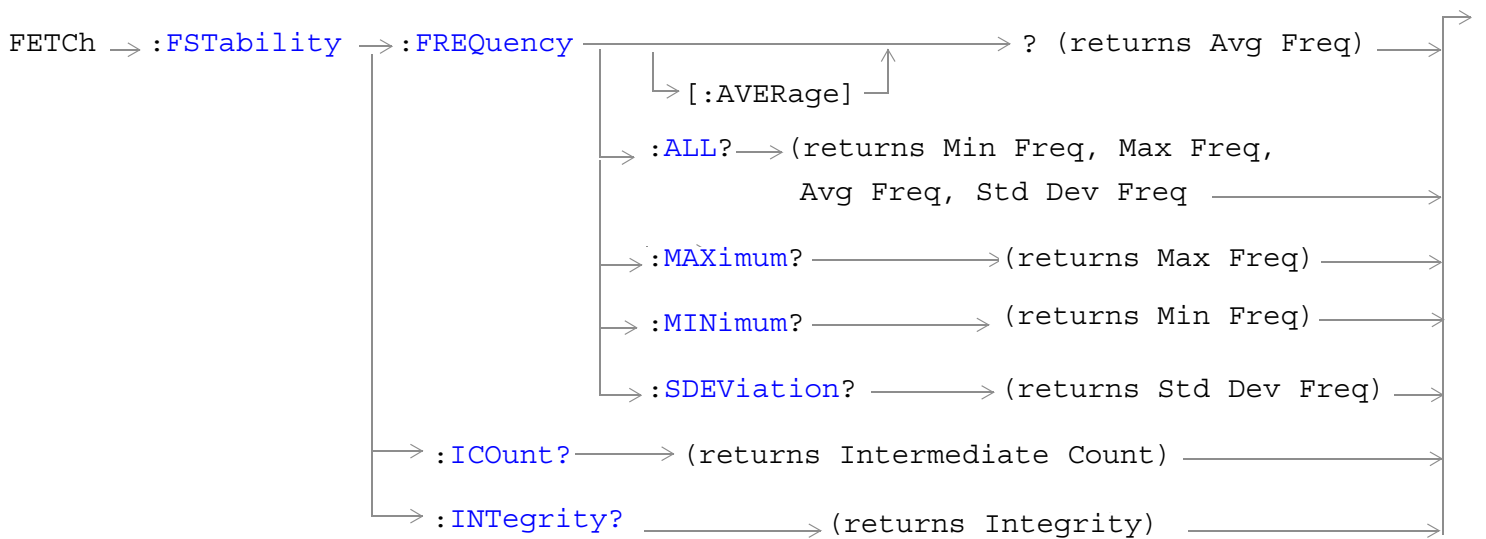 FETCh :FSTability :FREQuency ? (returns Avg Freq)
[:AVERage]
:ALL? (returns Min Freq, Max Freq,
Avg Freq, Std Dev Freq
:MAXimum? (returns Max Freq)
:MINimum? (returns Min Freq)
:SDEViation? (returns Std Dev Freq)
:ICOunt? (returns Intermediate Count)
:INTegrity? (returns Integrity)